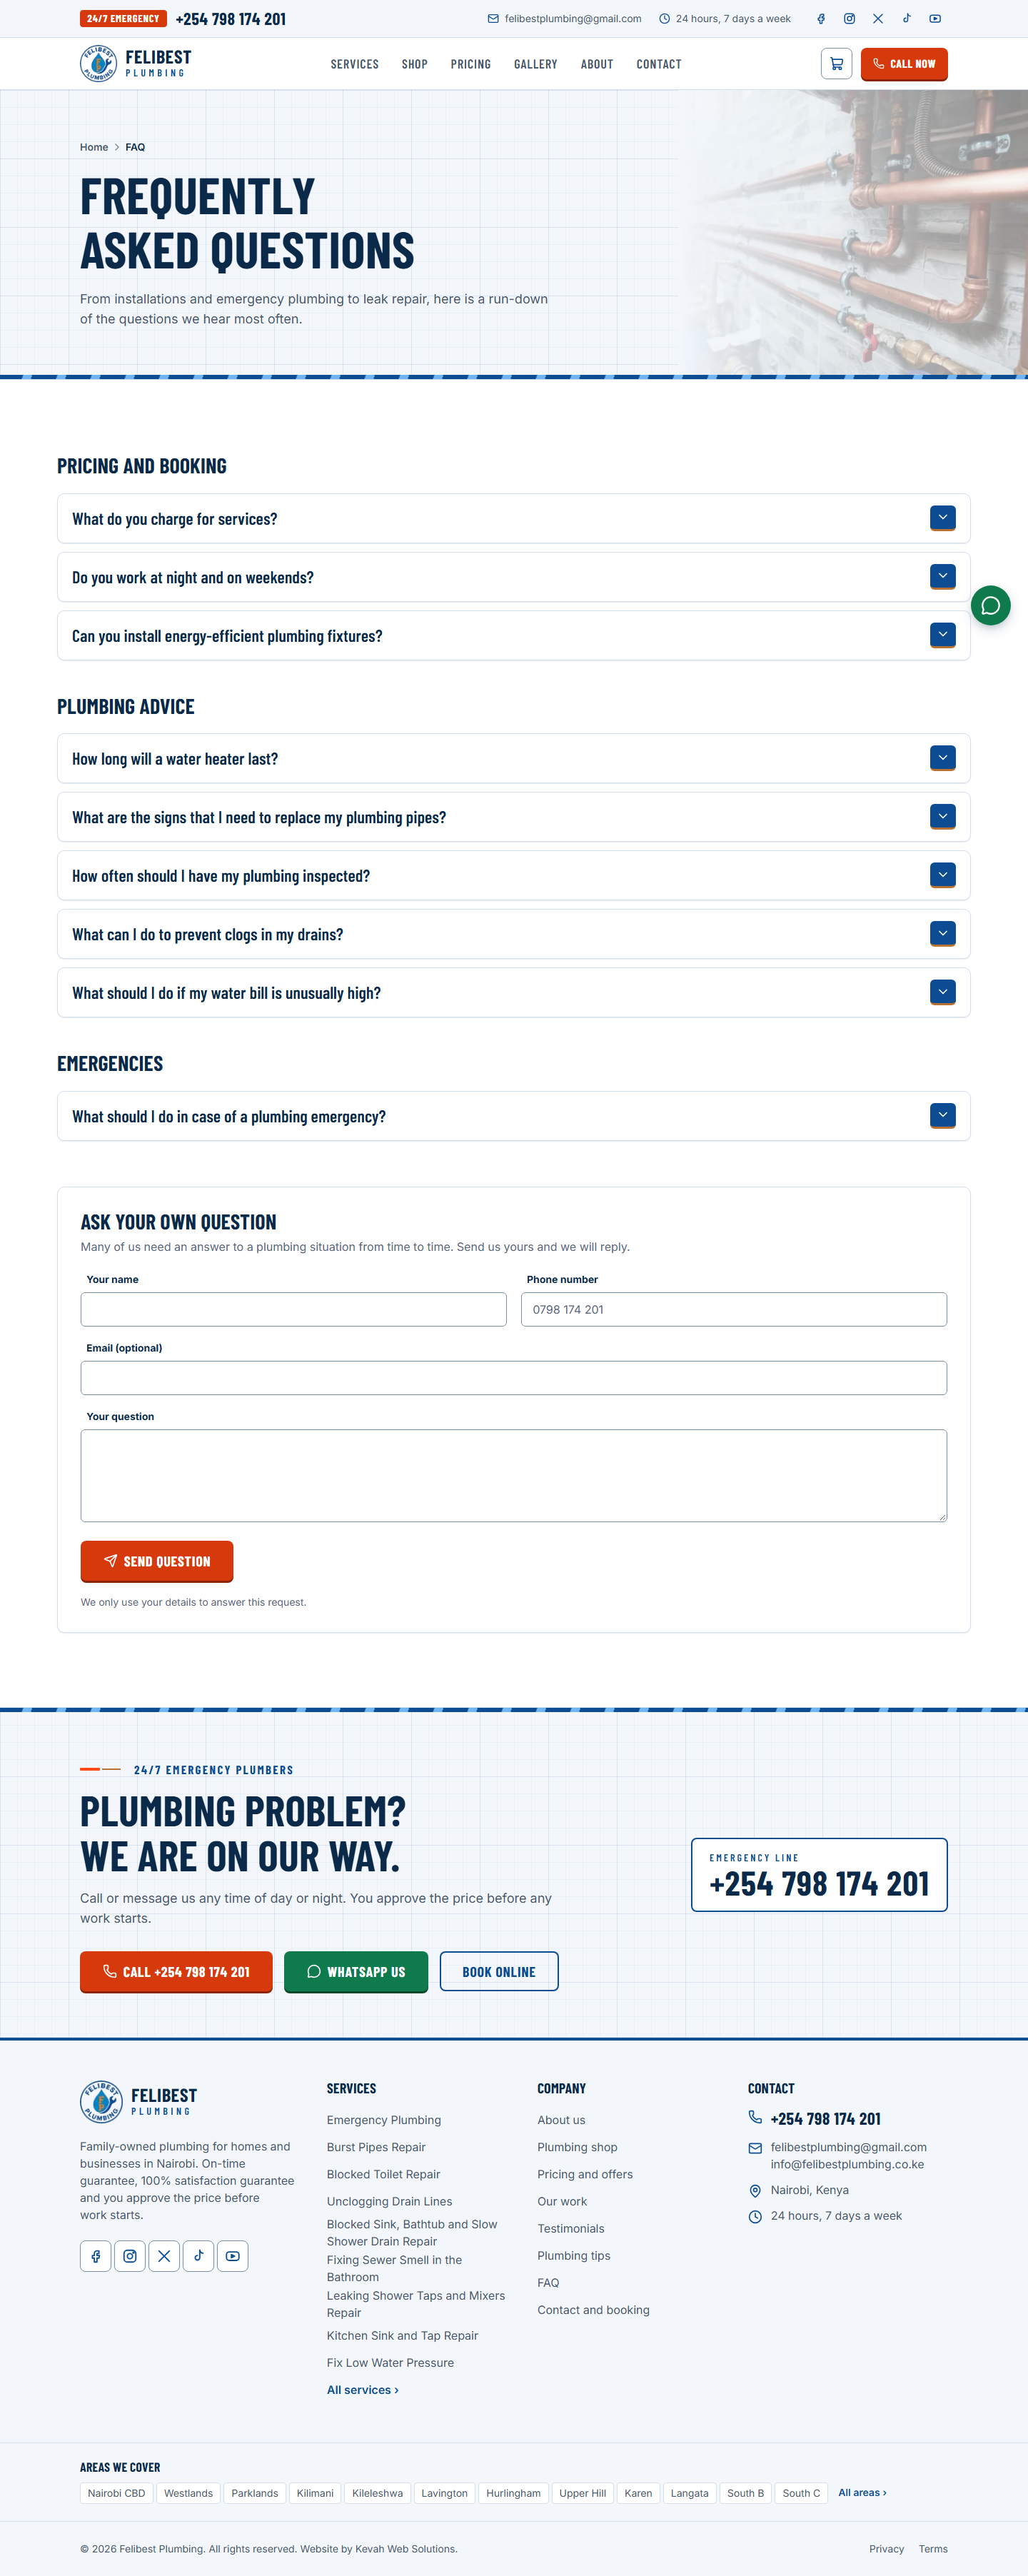 24/7 EMERGENCY +254 798 174 201 felibestplumbing@gmail.com 24 hours, 7 days a week
FELIBEST
PLUMBING
SERVICES SHOP PRICING GALLERY ABOUT CONTACT CALL NOW
Home FAQ
FREQUENTLY
ASKED QUESTIONS
From installations and emergency plumbing to leak repair, here is a run-down
of the questions we hear most often.
PRICING AND BOOKING
What do you charge for services?
Do you work at night and on weekends?
Can you install energy-efficient plumbing fixtures?
PLUMBING ADVICE
How long will a water heater last?
What are the signs that I need to replace my plumbing pipes?
How often should I have my plumbing inspected?
What can I do to prevent clogs in my drains?
What should I do if my water bill is unusually high?
EMERGENCIES
What should I do in case of a plumbing emergency?
ASK YOUR OWN QUESTION
Many of us need an answer to a plumbing situation from time to time. Send us yours and we will reply.
Your name Phone number
0798 174 201
Email (optional)
Your question
SEND QUESTION
We only use your details to answer this request.
24/7 EMERGENCY PLUMBERS
PLUMBING PROBLEM?
WE ARE ON OUR WAY.
Call or message us any time of day or night. You approve the price before any
work starts.
CALL +254 798 174 201 WHATSAPP US BOOK ONLINE
EMERGENCY LINE
+254 798 174 201
FELIBEST
PLUMBING
Family-owned plumbing for homes and
businesses in Nairobi. On-time
guarantee, 100% satisfaction guarantee
and you approve the price before
work starts.
SERVICES
Emergency Plumbing
Burst Pipes Repair
Blocked Toilet Repair
Unclogging Drain Lines
Blocked Sink, Bathtub and Slow
Shower Drain Repair
Fixing Sewer Smell in the
Bathroom
Leaking Shower Taps and Mixers
Repair
Kitchen Sink and Tap Repair
Fix Low Water Pressure
All services ›
COMPANY
About us
Plumbing shop
Pricing and offers
Our work
Testimonials
Plumbing tips
FAQ
Contact and booking
CONTACT
+254 798 174 201
felibestplumbing@gmail.com
info@felibestplumbing.co.ke
Nairobi, Kenya
24 hours, 7 days a week
AREAS WE COVER
Nairobi CBD Westlands Parklands Kilimani Kileleshwa Lavington Hurlingham Upper Hill Karen Langata South B South C All areas ›
© 2026 Felibest Plumbing. All rights reserved. Website by Kevah Web Solutions. Privacy Terms